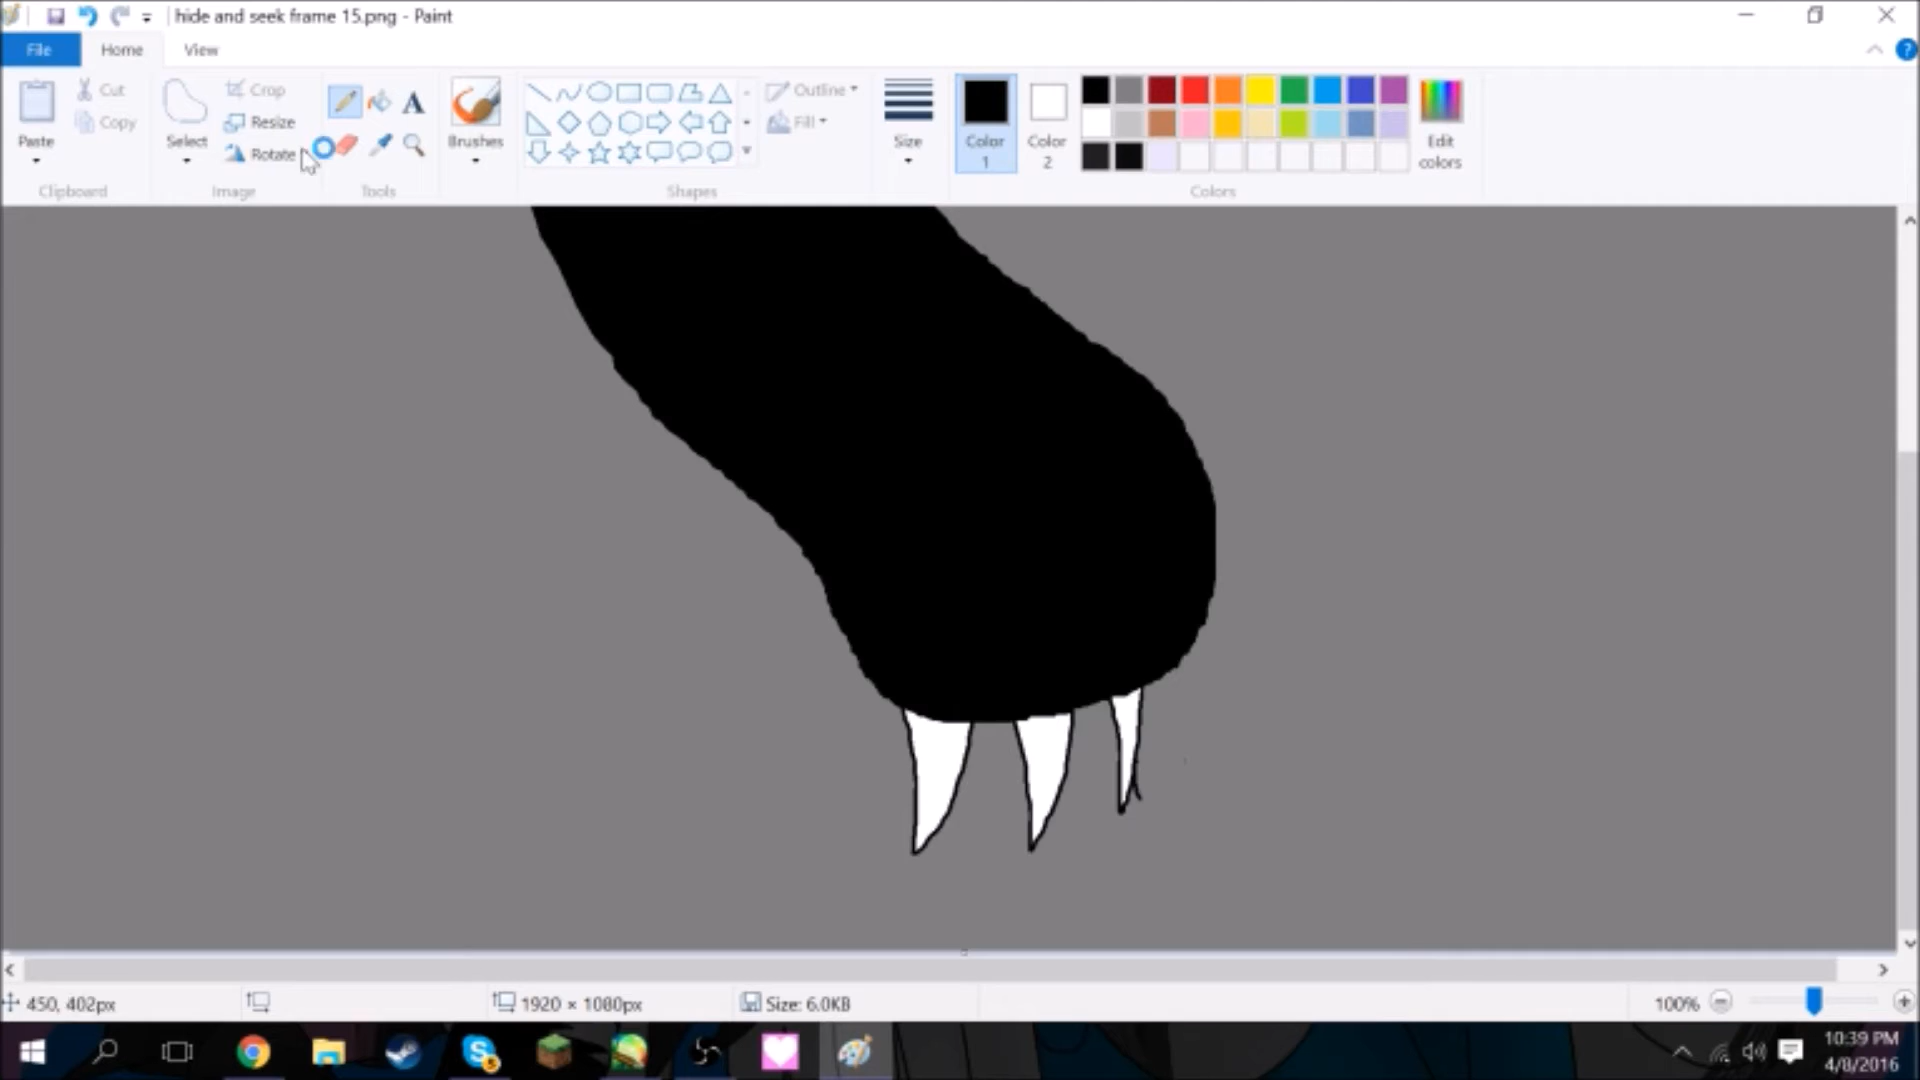 hide and seek frame 15.png - Paint
File Home View
Paste
Cut
Copy
Clipboard
Select
Crop
Resize
Rotate
Image
A
Tools
Brushes
Outline
Fill
Shapes
Size
Color 1
Color 2
Edit colors
Colors
450, 402px
1920 × 1080px
Size: 6.0KB
100%
10:39 PM
4/8/2016